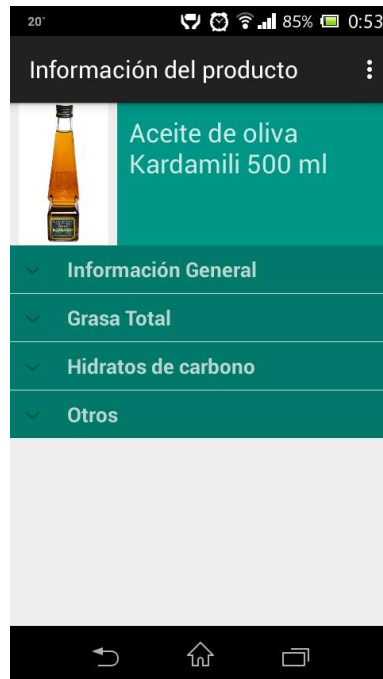 20°
85%
0:53
Información del producto
Aceite de oliva
Kardamili 500 ml
Información General
Grasa Total
Hidratos de carbono
Otros